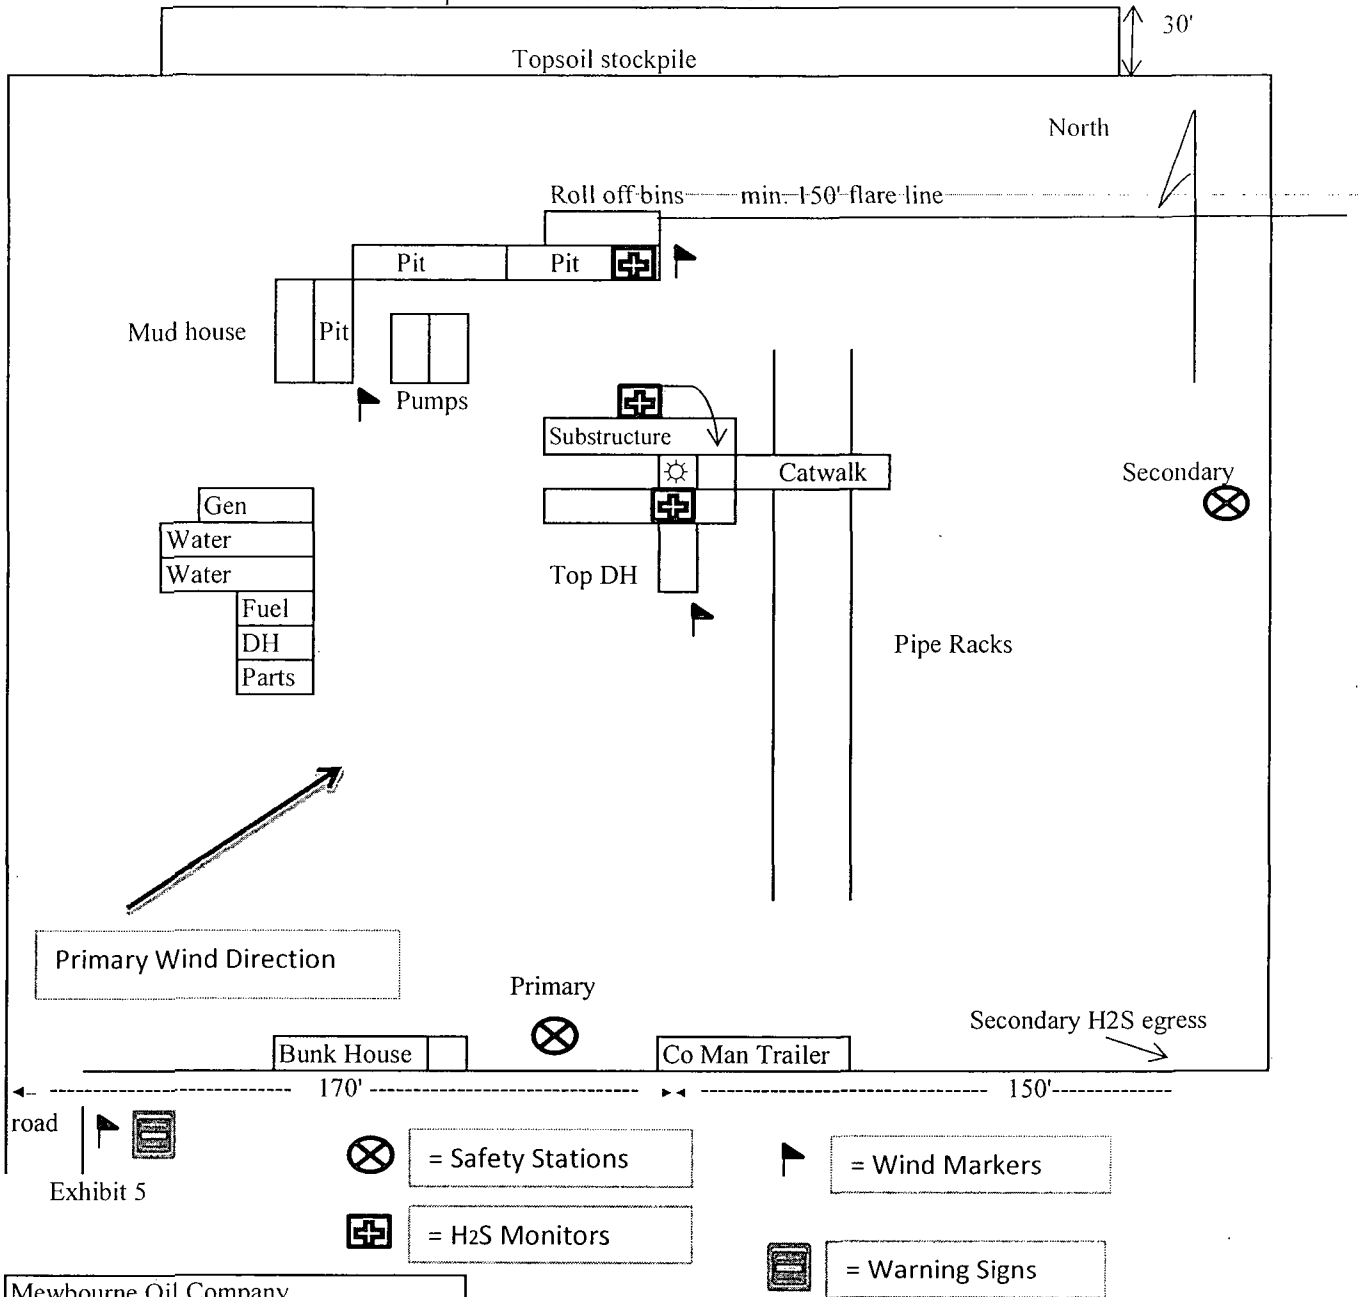 30'
Topsoil stockpile
North
Roll off bins min. 150' flare line
Pit Pit
Mud house Pit
Pumps
Substructure
Catwalk
Secondary
Gen
Water
Water
Top DH
Fuel
DH
Parts
Pipe Racks
Primary Wind Direction
Primary
Secondary H2S egress
Bunk House
Co Man Trailer
170' 150'
road
= Safety Stations
= Wind Markers
Exhibit 5
= H2S Monitors
= Warning Signs
Mewbourne Oil Company